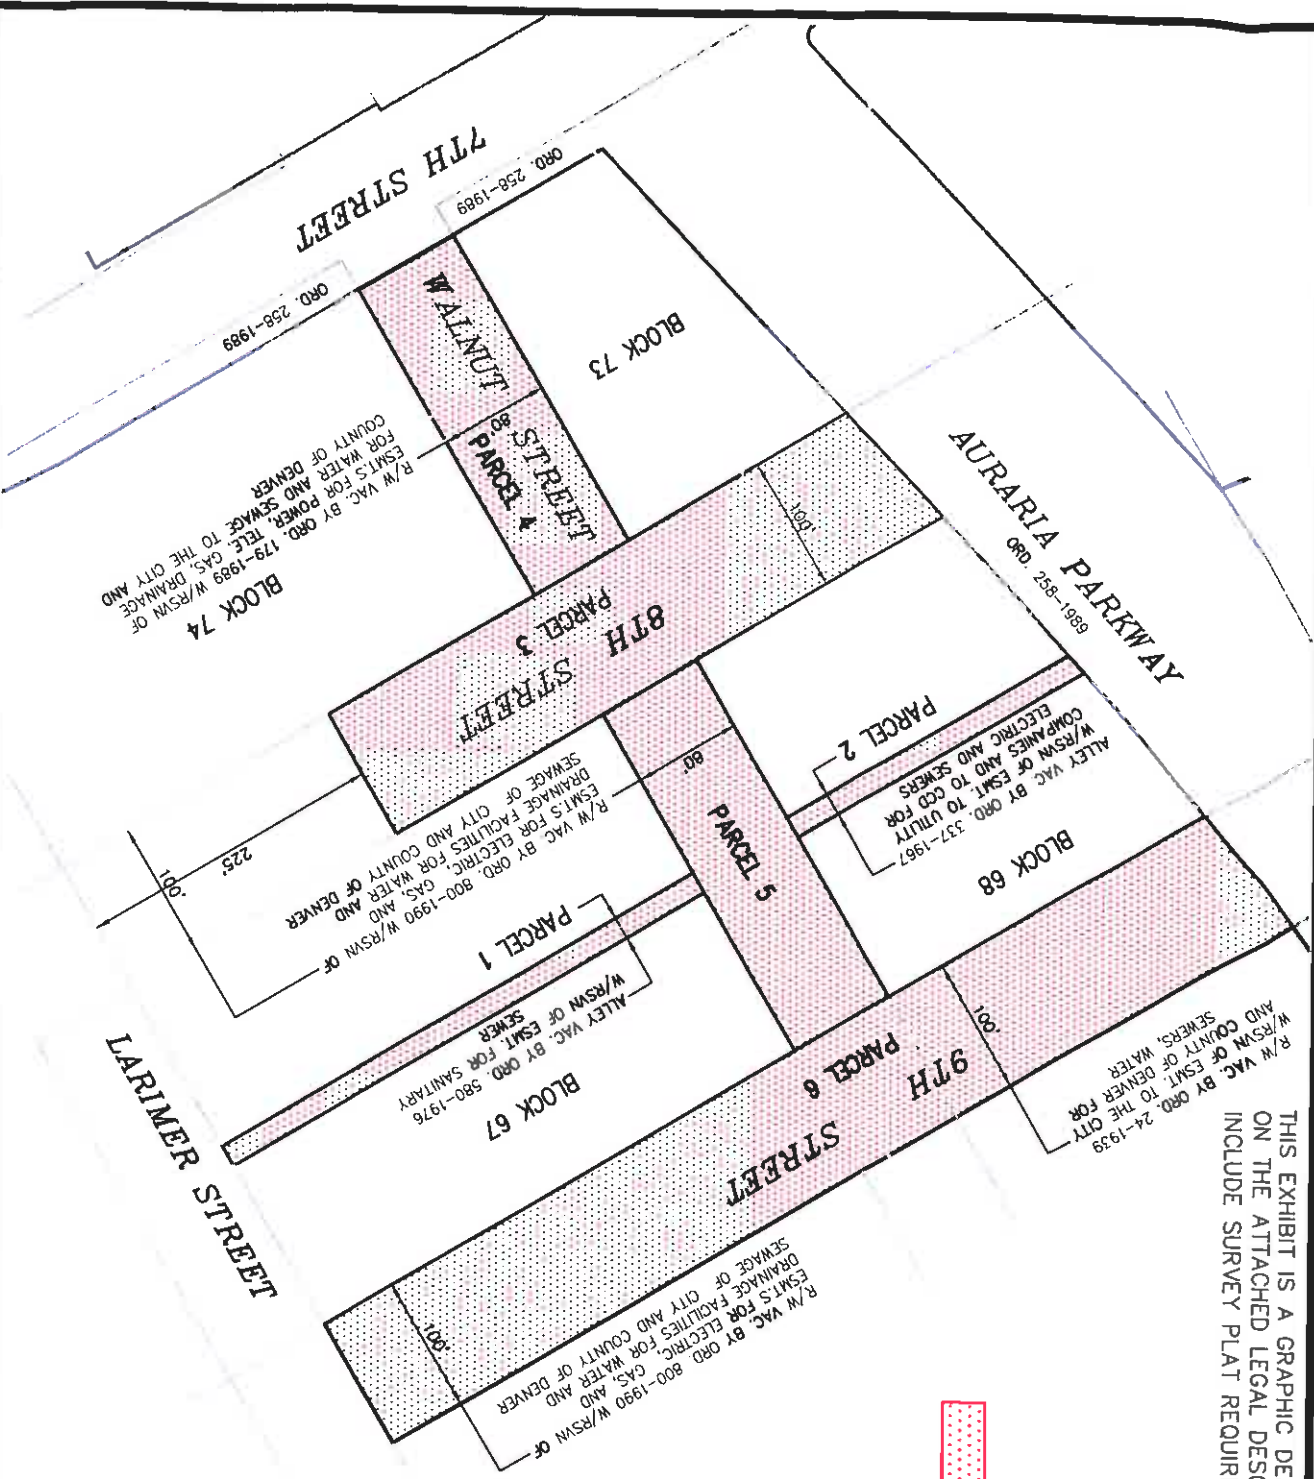 7TH STREET
ORD. 258-1989
ORD. 258-1989
WALNUT STREET
80'
PARCEL 4
BLOCK 73
BLOCK 74
R/W VAC. BY ORD. 179-1989 W/RSVN OF
ESMT.S FOR POWER, TELE. GAS, DRAINAGE
FOR WATER AND SEWAGE TO THE CITY AND
COUNTY OF DENVER
AURARIA PARKWAY
ORD. 258-1989
100'
8TH STREET
PARCEL 3
PARCEL 2
ALLEY VAC. BY ORD. 337-1967
W/RSVN OF ESMT. TO UTILITY
COMPANIES AND TO CCD FOR
ELECTRIC AND SEWERS
80'
PARCEL 5
R/W VAC. BY ORD. 800-1990 W/RSVN OF
ESMT.S FOR ELECTRIC, GAS, AND
DRAINAGE FACILITIES FOR WATER AND
SEWAGE OF CITY AND COUNTY OF DENVER
225'
100'
BLOCK 68
PARCEL 1
ALLEY VAC. BY ORD. 580-1976
W/RSVN OF ESMT. FOR SANITARY
SEWER
BLOCK 67
LARIMER STREET
9TH STREET
PARCEL 6
100'
R/W VAC. BY ORD. 24-1939
W/RSVN OF ESMT. TO THE CITY
AND COUNTY OF DENVER FOR
SEWERS, WATER
100'
R/W VAC. BY ORD 800-1990 W/RSVN OF
ESMT.S FOR ELECTRIC, GAS, AND
DRAINAGE FACILITIES FOR WATER AND
SEWAGE OF CITY AND COUNTY OF DENVER
THIS EXHIBIT IS A GRAPHIC DE
ON THE ATTACHED LEGAL DESC
INCLUDE SURVEY PLAT REQUIR